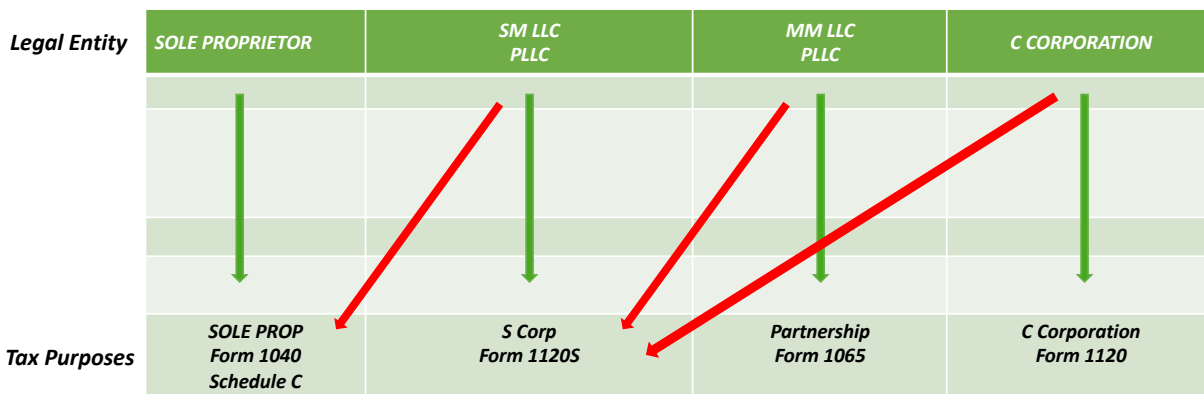 Legal Entity
SOLE PROPRIETOR
SM LLC
PLLC
MM LLC
PLLC
C CORPORATION
Tax Purposes
SOLE PROP
Form 1040
Schedule C
S Corp
Form 1120S
Partnership
Form 1065
C Corporation
Form 1120